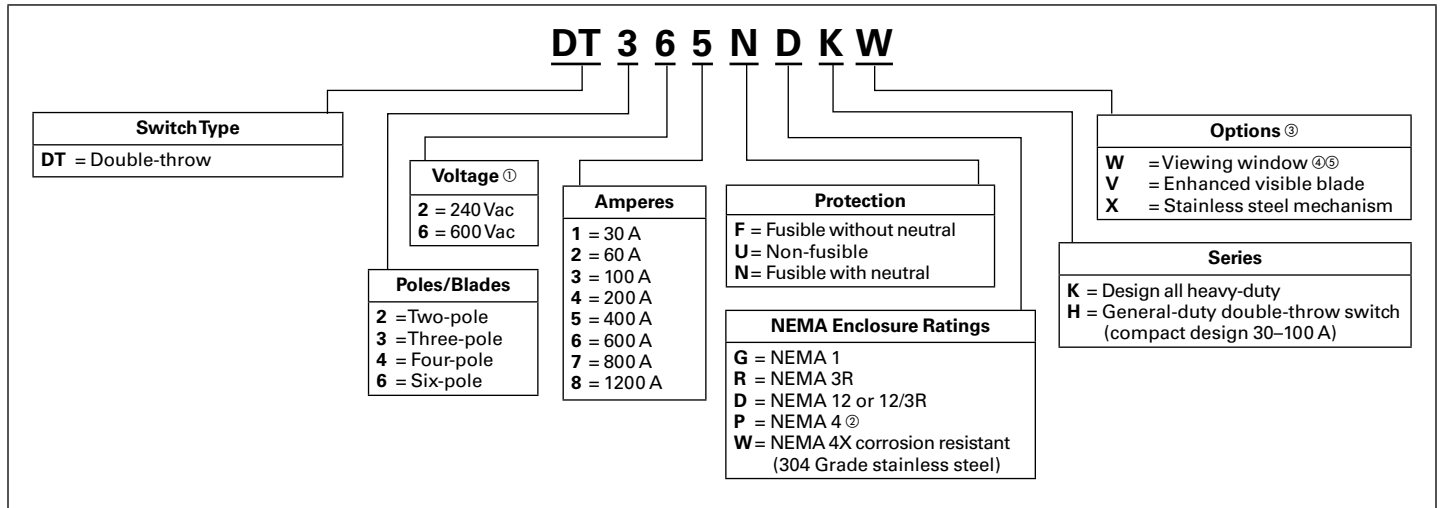 DT 3 6 5 N D K W
Switch Type
DT = Double-throw
Poles/Blades
2 = Two-pole
3 = Three-pole
4 = Four-pole
6 = Six-pole
Voltage ①
2 = 240 Vac
6 = 600 Vac
Amperes
1 = 30 A
2 = 60 A
3 = 100 A
4 = 200 A
5 = 400 A
6 = 600 A
7 = 800 A
8 = 1200 A
Protection
F = Fusible without neutral
U = Non-fusible
N = Fusible with neutral
NEMA Enclosure Ratings
G = NEMA 1
R = NEMA 3R
D = NEMA 12 or 12/3R
P = NEMA 4 ②
W = NEMA 4X corrosion resistant
(304 Grade stainless steel)
Series
K = Design all heavy-duty
H = General-duty double-throw switch
(compact design 30–100 A)
Options ③
W = Viewing window ④⑤
V = Enhanced visible blade
X = Stainless steel mechanism